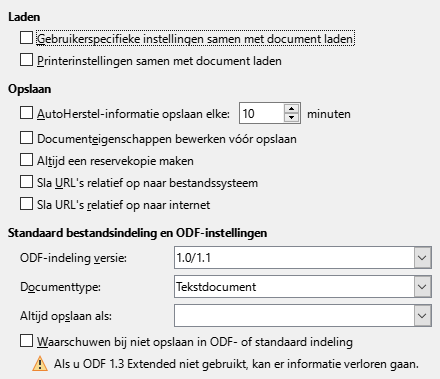 Laden
Gebruikerspecifieke instellingen samen met document laden
Printerinstellingen samen met document laden
Opslaan
AutoHerstel-informatie opslaan elke: 10 minuten
Documenteigenschappen bewerken vóór opslaan
Altijd een reservekopie maken
Sla URL's relatief op naar bestandssysteem
Sla URL's relatief op naar internet
Standaard bestandsindeling en ODF-instellingen
ODF-indeling versie: 1.0/1.1
Documenttype: Tekstdocument
Altijd opslaan als:
Waarschuwen bij niet opslaan in ODF- of standaard indeling
Als u ODF 1.3 Extended niet gebruikt, kan er informatie verloren gaan.